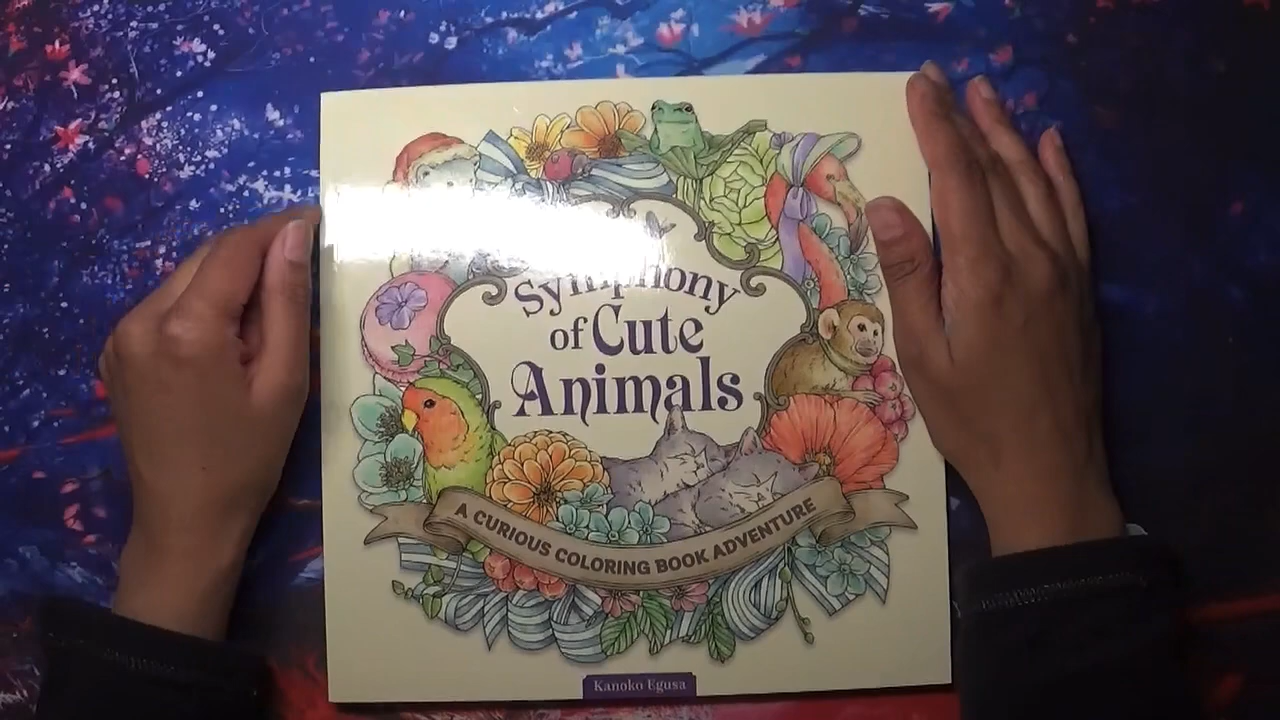 Symphony
of Cute
Animals
A CURIOUS COLORING BOOK ADVENTURE
Kanoko Egusa